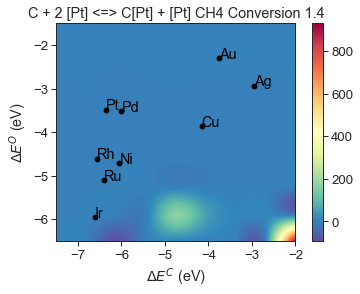 C + 2 [Pt] <=> C[Pt] + [Pt] CH4 Conversion 1.4
−2
−3
−4
−5
−6
ΔE^O (eV)
Au
Ag
Pt
Pd
Cu
Rh
Ni
Ru
Ir
−7
−6
−5
−4
−3
−2
ΔE^C (eV)
800
600
400
200
0